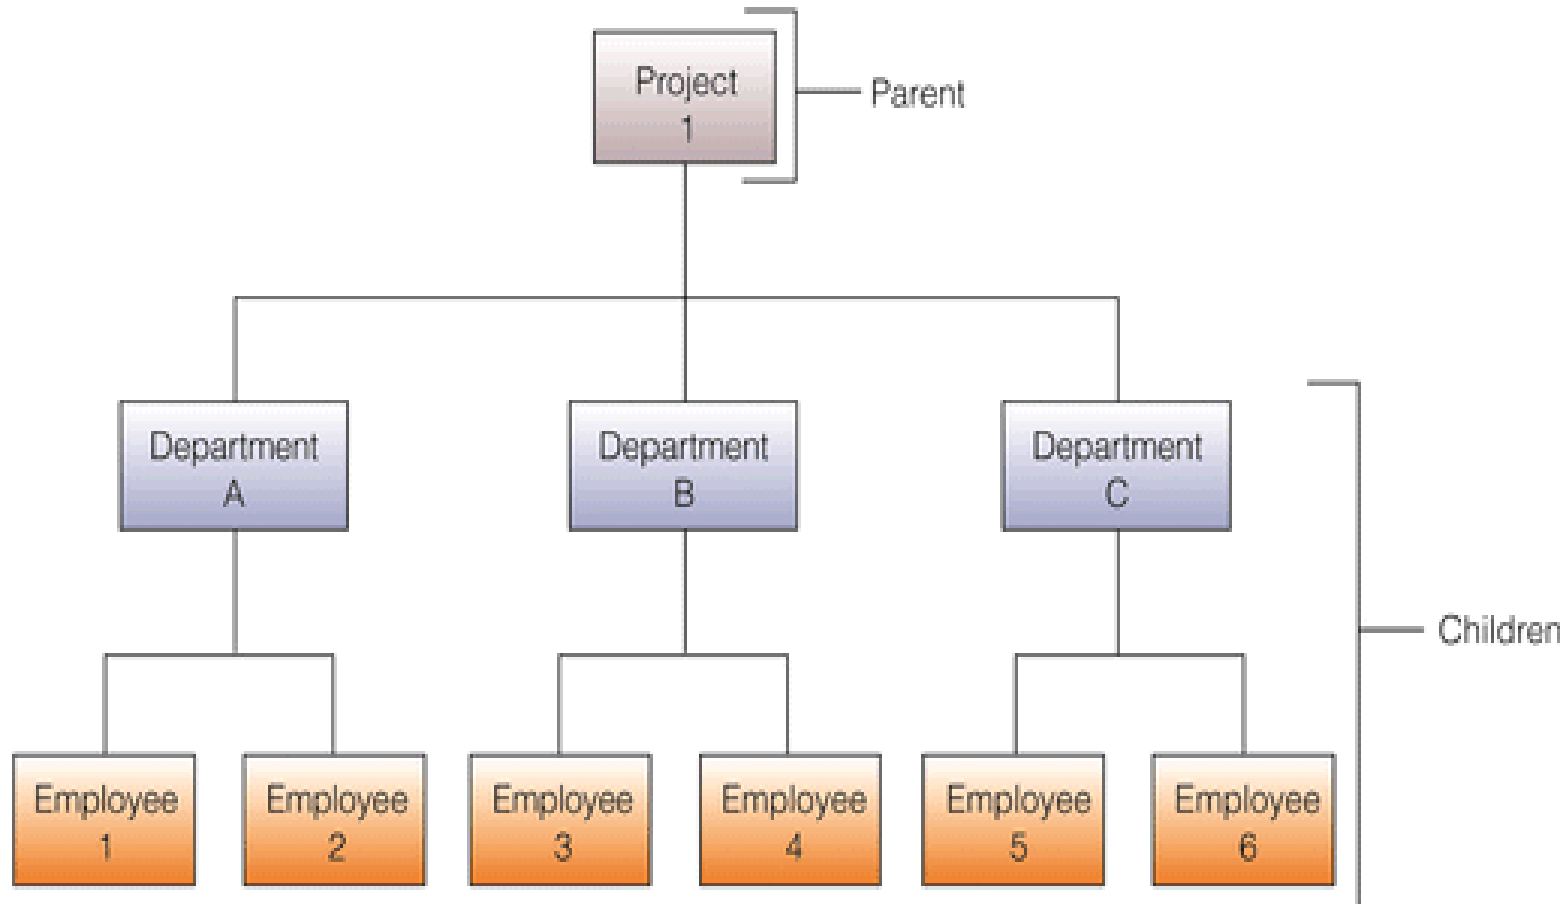 Project
1
Parent
Department
A
Department
B
Department
C
Children
Employee
1
Employee
2
Employee
3
Employee
4
Employee
5
Employee
6